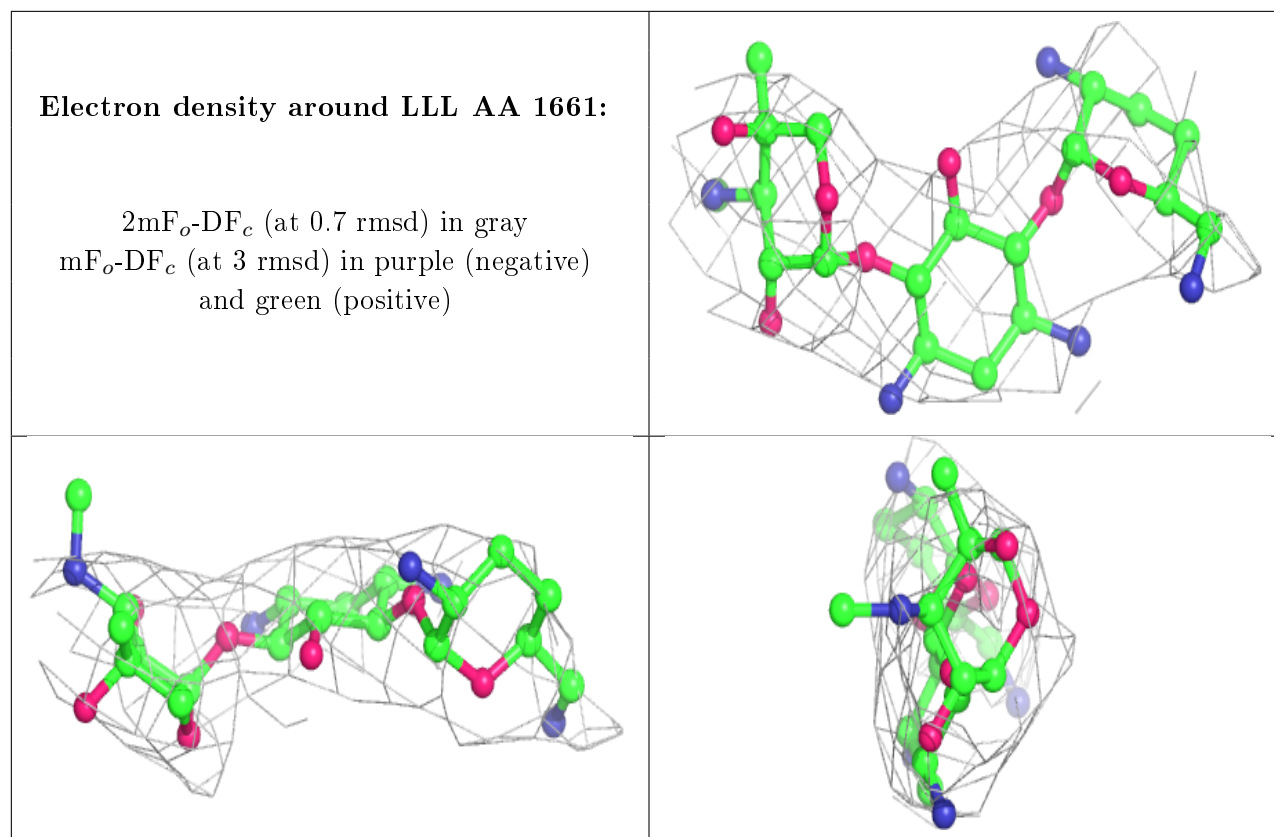 Electron density around LLL AA 1661:
2mFo-DFc (at 0.7 rmsd) in gray
mFo-DFc (at 3 rmsd) in purple (negative)
and green (positive)